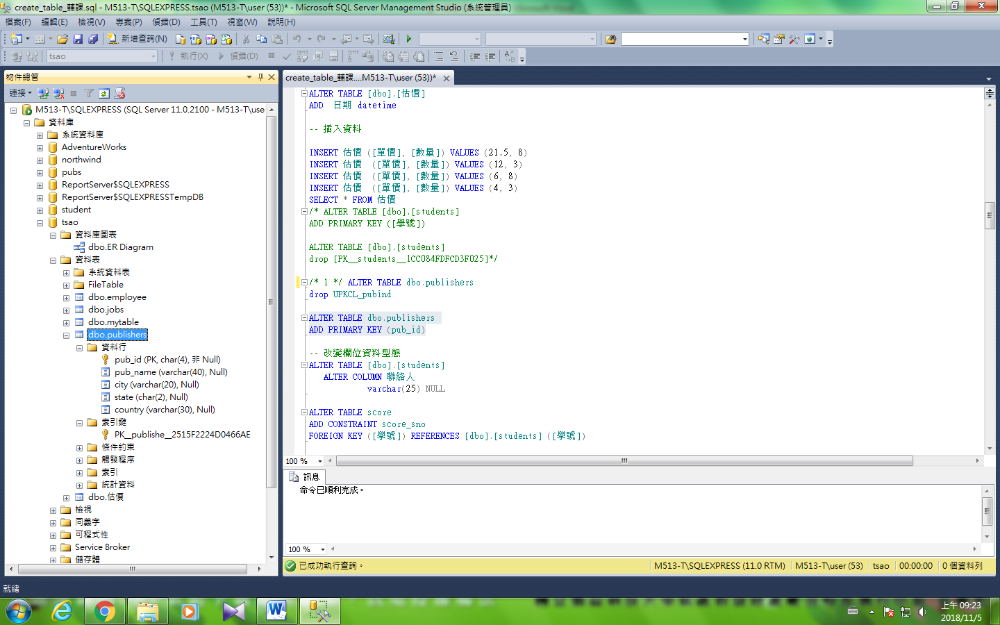 create_table_輔課.sql - M513-T\SQLEXPRESS.tsao (M513-T\user (53))* - Microsoft SQL Server Management Studio (系統管理員)
檔案(F) 編輯(E) 檢視(V) 專案(P) 偵錯(D) 工具(T) 視窗(W) 說明(H)
新增查詢(N)
tsao
執行(X) 偵錯(D)
物件總管
連接
M513-T\SQLEXPRESS (SQL Server 11.0.2100 - M513-T\use
資料庫
系統資料庫
AdventureWorks
northwind
pubs
ReportServer$SQLEXPRESS
ReportServer$SQLEXPRESSTempDB
student
tsao
資料庫圖表
dbo.ER Diagram
資料表
系統資料表
FileTable
dbo.employee
dbo.jobs
dbo.mytable
dbo.publishers
資料行
pub_id (PK, char(4), 非 Null)
pub_name (varchar(40), Null)
city (varchar(20), Null)
state (char(2), Null)
country (varchar(30), Null)
索引鍵
PK__publishe__2515F2224D0466AE
條件約束
觸發程序
索引
統計資料
dbo.估價
檢視
同義字
可程式性
Service Broker
儲存體
create_table_輔課....M513-T\user (53))*
ALTER TABLE [dbo].[估價]
ADD 日期 datetime
-- 插入資料
INSERT 估價 ([單價], [數量]) VALUES (21.5, 8)
INSERT 估價 ([單價], [數量]) VALUES (12, 3)
INSERT 估價 ([單價], [數量]) VALUES (6, 8)
INSERT 估價 ([單價], [數量]) VALUES (4, 3)
SELECT * FROM 估價
/* ALTER TABLE [dbo].[students]
ADD PRIMARY KEY ([學號])
ALTER TABLE [dbo].[students]
drop [PK__students__1CC084FDFCD3F025]*/
/* 1 */ ALTER TABLE dbo.publishers
drop UPKCL_pubind
ALTER TABLE dbo.publishers
ADD PRIMARY KEY (pub_id)
-- 改變欄位資料型態
ALTER TABLE [dbo].[students]
ALTER COLUMN 聯絡人
varchar(25) NULL
ALTER TABLE score
ADD CONSTRAINT score_sno
FOREIGN KEY ([學號]) REFERENCES [dbo].[students] ([學號])
100 %
訊息
命令已順利完成。
100 %
已成功執行查詢。 M513-T\SQLEXPRESS (11.0 RTM) M513-T\user (53) tsao 00:00:00 0 個資料列
就緒
上午 09:23
2018/11/5